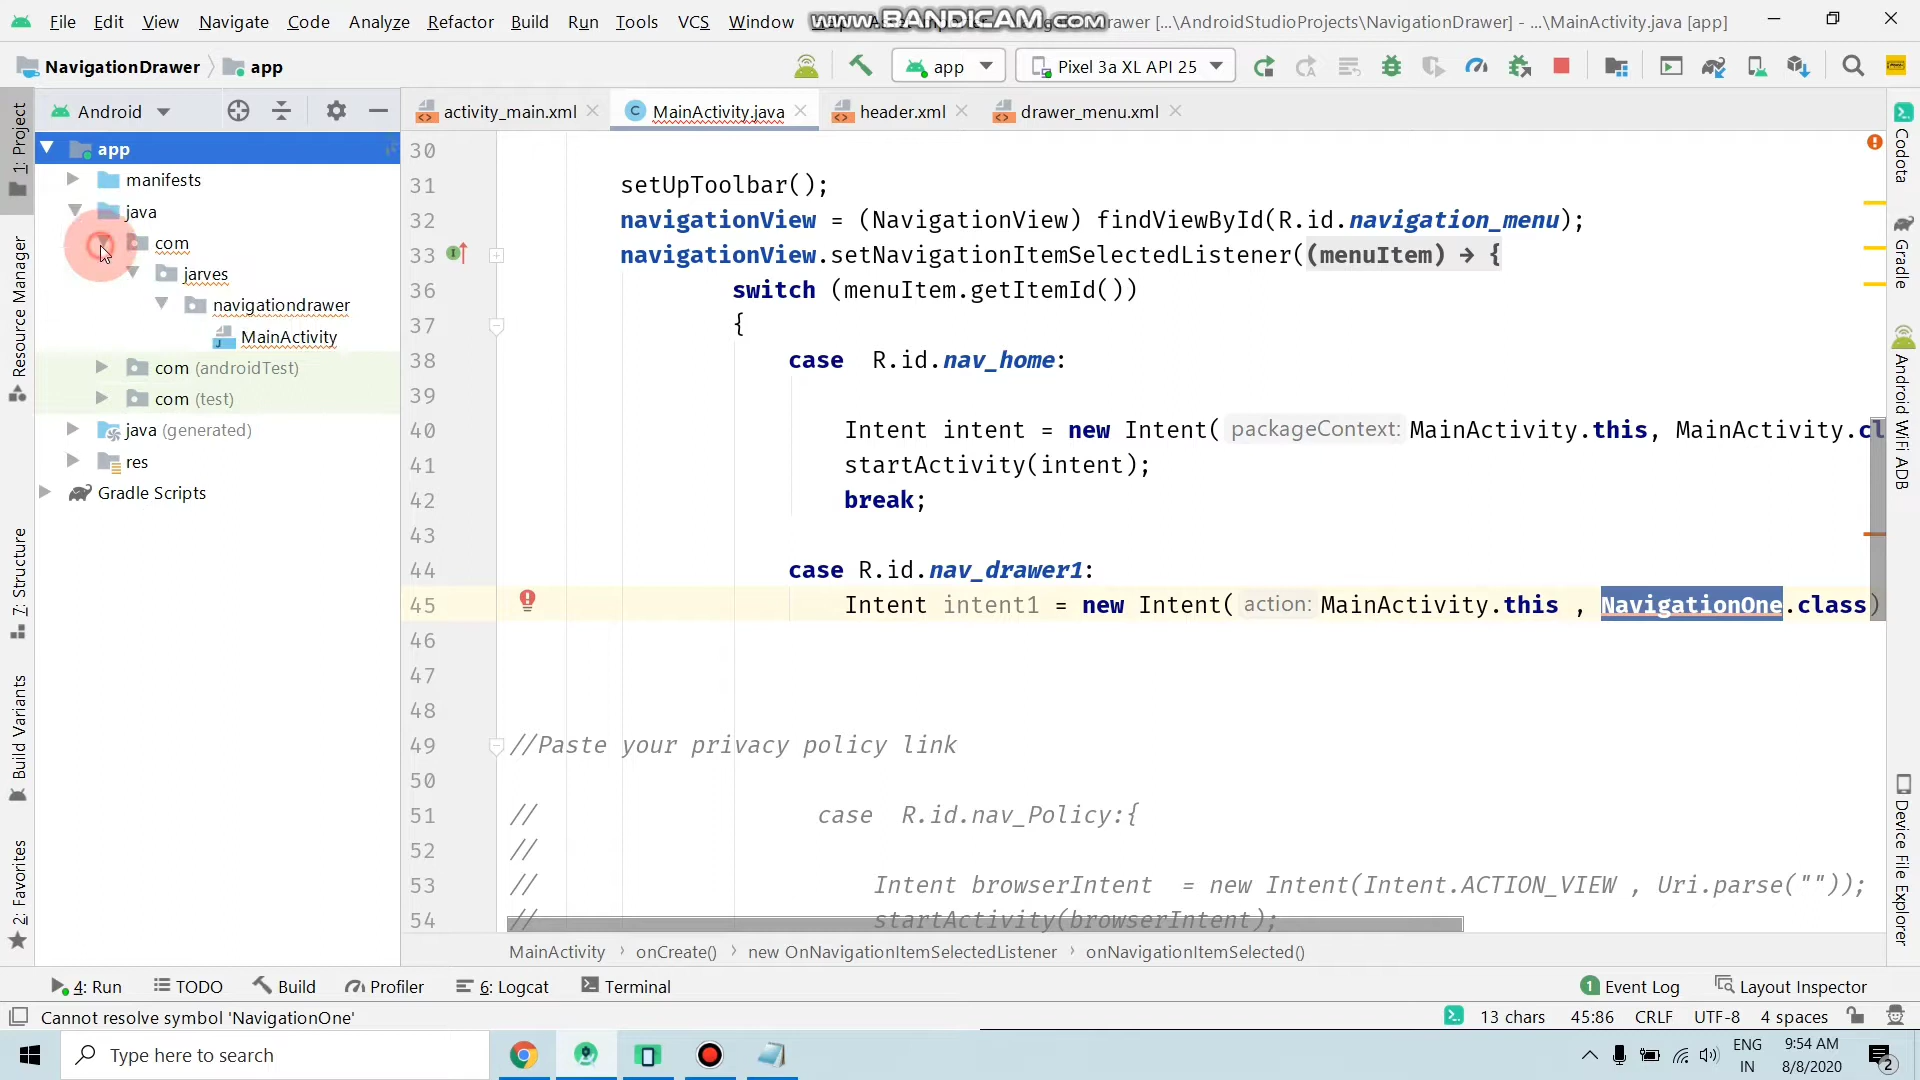 File Edit View Navigate Code Analyze Refactor Build Run Tools VCS Window www.BANDICAM.com Drawer [...\AndroidStudioProjects\NavigationDrawer] - ...\MainActivity.java [app]
NavigationDrawer app
app
Pixel 3a XL API 25
Android
activity_main.xml
MainActivity.java
header.xml
drawer_menu.xml
1: Project
Resource Manager
7: Structure
Build Variants
2: Favorites
app
manifests
java
com
jarves
navigationdrawer
MainActivity
com (androidTest)
com (test)
java (generated)
res
Gradle Scripts
30
31 setUpToolbar();
32 navigationView = (NavigationView) findViewById(R.id.navigation_menu);
33 navigationView.setNavigationItemSelectedListener((menuItem) → {
36 switch (menuItem.getItemId())
37 {
38 case R.id.nav_home:
39
40 Intent intent = new Intent( packageContext: MainActivity.this, MainActivity.cl
41 startActivity(intent);
42 break;
43
44 case R.id.nav_drawer1:
45 Intent intent1 = new Intent( action: MainActivity.this , NavigationOne.class)
46
47
48
49 //Paste your privacy policy link
50
51 // case R.id.nav_Policy:{
52 //
53 // Intent browserIntent = new Intent(Intent.ACTION_VIEW , Uri.parse(""));
54 // startActivity(browserIntent);
MainActivity › onCreate() › new OnNavigationItemSelectedListener › onNavigationItemSelected()
Codota
Gradle
Android WiFi ADB
Device File Explorer
4: Run TODO Build Profiler 6: Logcat Terminal
1 Event Log Layout Inspector
Cannot resolve symbol 'NavigationOne'
13 chars 45:86 CRLF UTF-8 4 spaces
Type here to search
ENG
IN
9:54 AM
8/8/2020
2